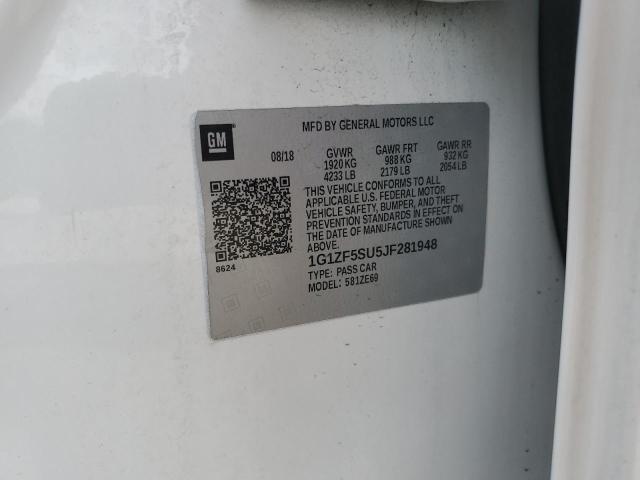 GM
MFD BY GENERAL MOTORS LLC
08/18 GVWR GAWR FRT GAWR RR
1920 KG 988 KG 932 KG
4233 LB 2179 LB 2054 LB
THIS VEHICLE CONFORMS TO ALL
APPLICABLE U.S. FEDERAL MOTOR
VEHICLE SAFETY, BUMPER, AND THEFT
PREVENTION STANDARDS IN EFFECT ON
THE DATE OF MANUFACTURE SHOWN
ABOVE.
8624
1G1ZF5SU5JF281948
TYPE: PASS CAR
MODEL: 581ZE69